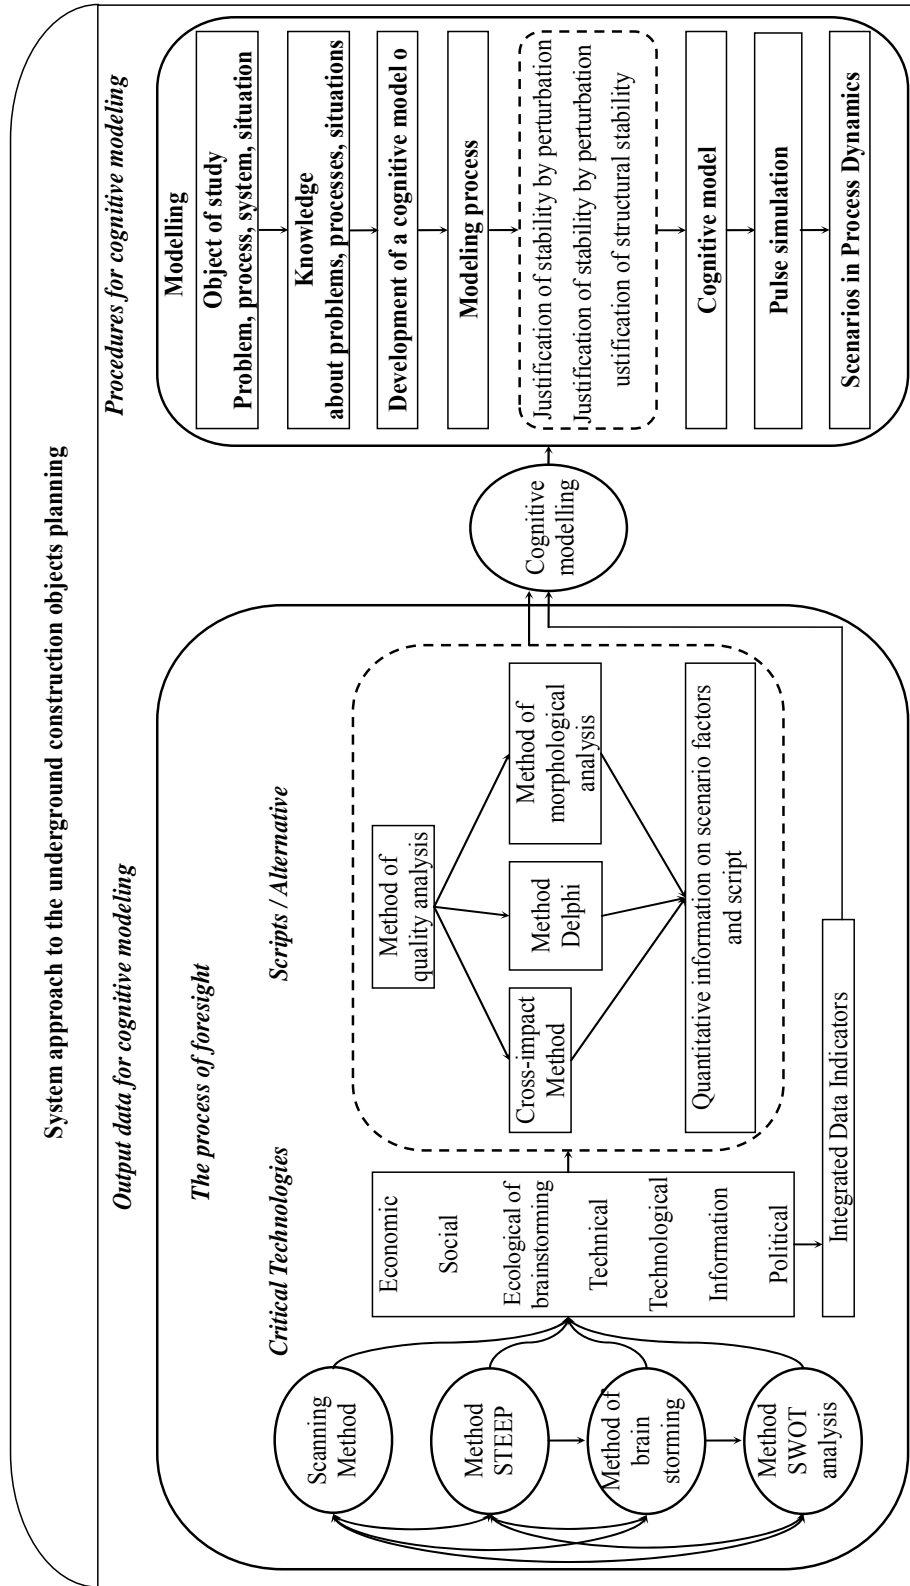 System approach to the underground construction objects planning
Output data for cognitive modeling
Procedures for cognitive modeling
The process of foresight
Critical Technologies
Scripts / Alternative
Scanning
Method
Method
STEEP
Method of
brain
storming
Method
SWOT
analysis
Economic
Social
Ecological of
brainstorming
Technical
Technological
Information
Political
Integrated Data Indicators
Method of
quality analysis
Cross-impact
Method
Method
Delphi
Method of
morphological
analysis
Quantitative information on scenario factors
and script
Cognitive
modelling
Modelling
Object of study
Problem, process, system, situation
Knowledge
about problems, processes, situations
Development of a cognitive model o
Modeling process
Justification of stability by perturbation
Justification of stability by perturbation
ustification of structural stability
Cognitive model
Pulse simulation
Scenarios in Process Dynamics